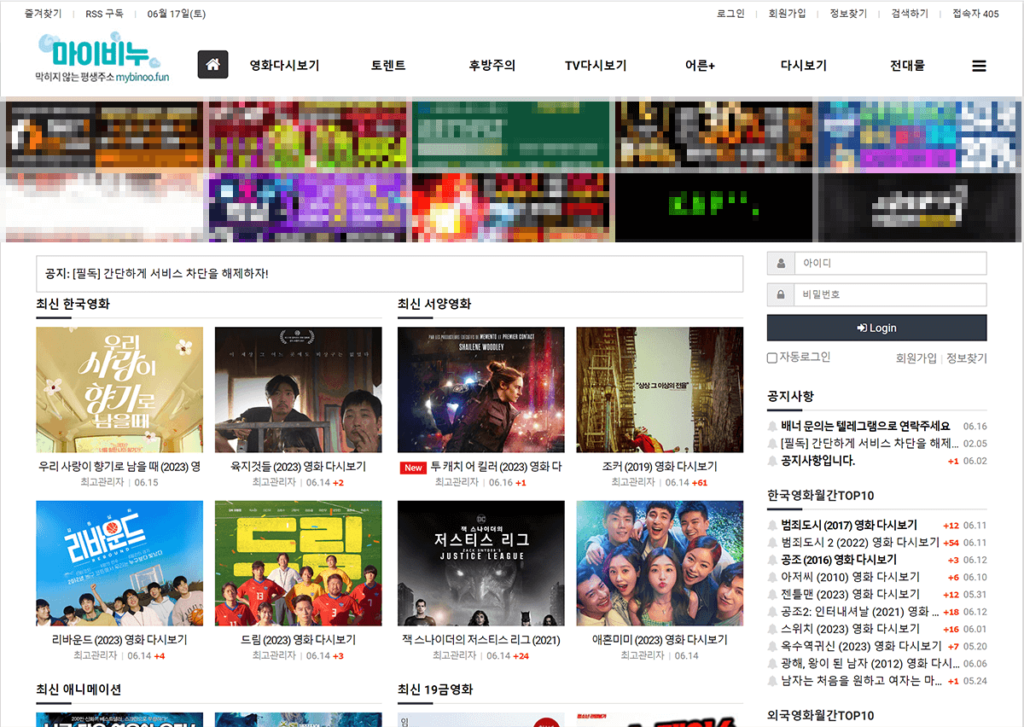 즐겨찾기 RSS 구독 06월 17일(토) 로그인 회원가입 정보찾기 검색하기 접속자 405
마이비누
막히지 않는 평생주소 mybinoo.fun
영화다시보기 토렌트 후방주의 TV다시보기 어른+ 다시보기 전대물
공지: [필독] 간단하게 서비스 차단을 해제하자!
최신 한국영화
우리
사랑이
향기로
남을때
우리 사랑이 향기로 남을 때 (2023) 영
최고관리자 06.15
육지것들 (2023) 영화 다시보기
최고관리자 06.14 +2
리바운드
REBOUND
리바운드 (2023) 영화 다시보기
최고관리자 06.14 +4
드림
드림 (2023) 영화 다시보기
최고관리자 06.14 +3
최신 서양영화
SHAILENE WOODLEY
New 투 캐치 어 킬러 (2023) 영화 다
최고관리자 06.16 +1
"상상 그 이상의 전율"
조커 (2019) 영화 다시보기
최고관리자 06.14 +61
DC
잭 스나이더의
저스티스 리그
ZACK SNYDER'S
JUSTICE LEAGUE
잭 스나이더의 저스티스 리그 (2021)
최고관리자 06.14 +24
애혼미미 (2023) 영화 다시보기
최고관리자 06.14
최신 애니메이션
최신 19금영화
아이디
비밀번호
Login
자동로그인 회원가입 정보찾기
공지사항
배너 문의는 텔레그램으로 연락주세요 06.16
[필독] 간단하게 서비스 차단을 해제... 02.05
공지사항입니다. +1 06.02
한국영화월간TOP10
범죄도시 (2017) 영화 다시보기 +12 06.11
범죄도시 2 (2022) 영화 다시보기 +54 06.11
공조 (2016) 영화 다시보기 +3 06.12
아저씨 (2010) 영화 다시보기 +6 06.10
젠틀맨 (2023) 영화 다시보기 +12 05.31
공조2: 인터내셔날 (2021) 영화 ... +18 06.12
스위치 (2023) 영화 다시보기 +16 06.01
옥수역귀신 (2023) 영화 다시보기 +7 05.20
광해, 왕이 된 남자 (2012) 영화 다시... 06.06
남자는 처음을 원하고 여자는 마... +1 05.24
외국영화월간TOP10